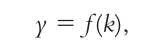 y = f(k),